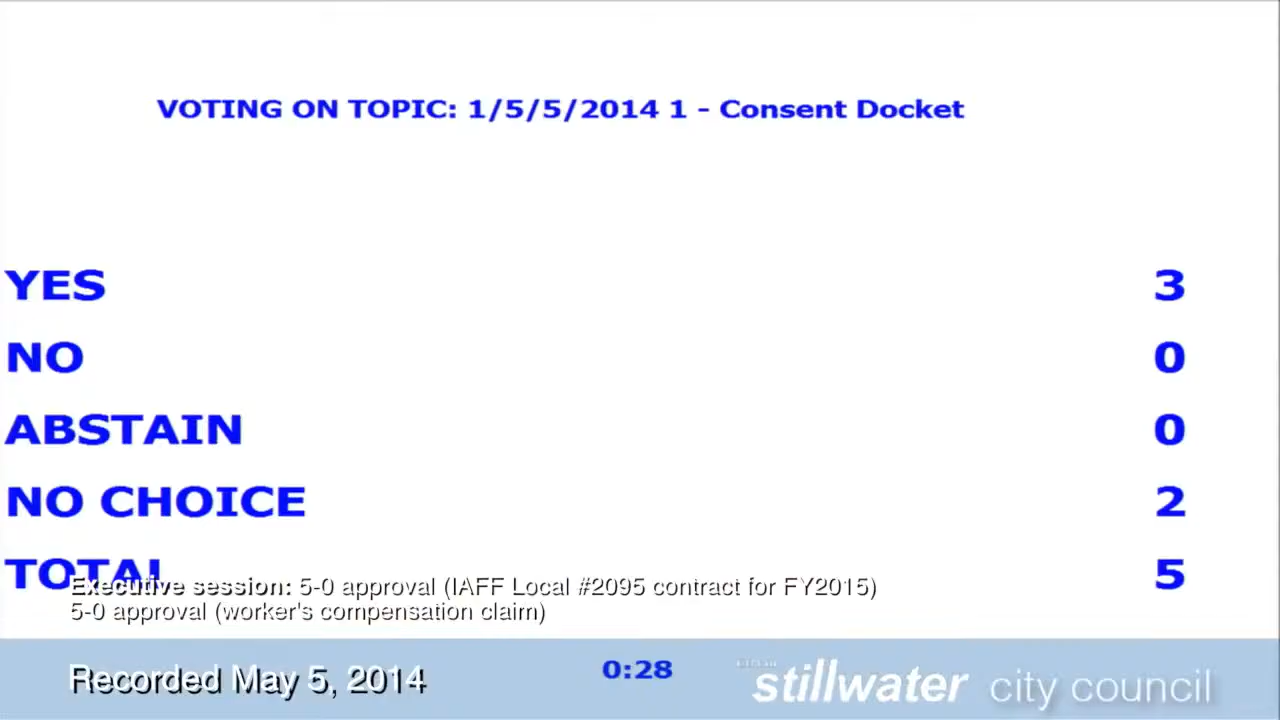 VOTING ON TOPIC: 1/5/5/2014 1 - Consent Docket
YES 3
NO 0
ABSTAIN 0
NO CHOICE 2
TOTAL 5
Executive session: 5-0 approval (IAFF Local #2095 contract for FY2015)
5-0 approval (worker's compensation claim)
Recorded May 5, 2014
0:28
stillwater city council